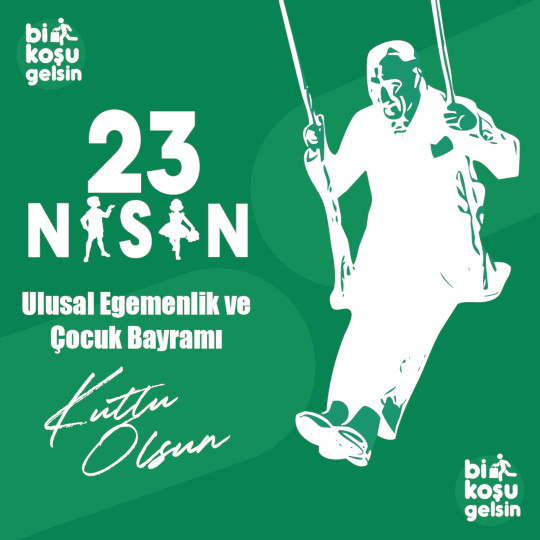 bi
koşu
gelsin
23
NİSAN
Ulusal Egemenlik ve
Çocuk Bayramı
Kutlu
Olsun
bi
koşu
gelsin